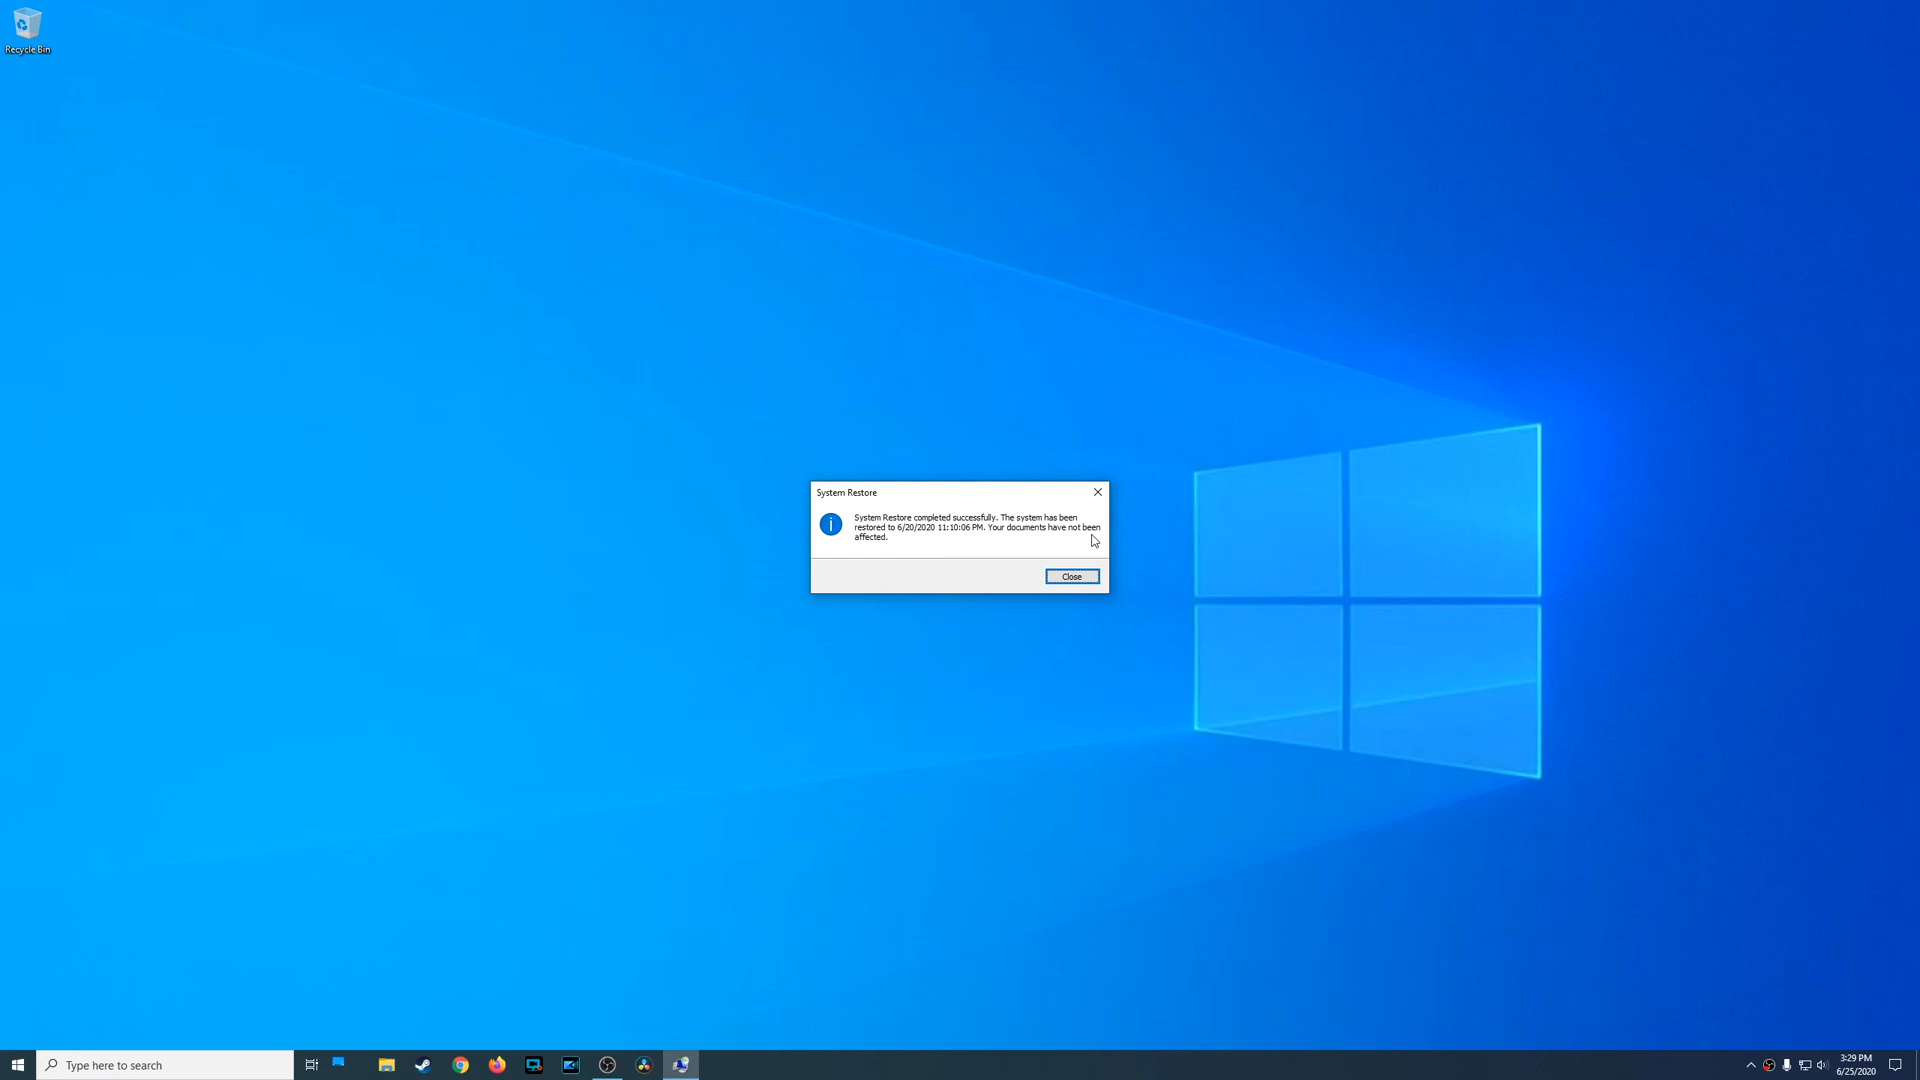 Recycle Bin
System Restore
System Restore completed successfully. The system has been
restored to 6/20/2020 11:10:06 PM. Your documents have not been
affected.
Close
Type here to search
3:29 PM
6/25/2020